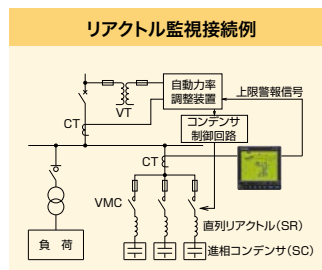 リアクトル監視接続例
自動力率
調整装置
上限警報信号
VT
コンデンサ
制御回路
CT
CT
VMC
直列リアクトル（SR）
負 荷
進相コンデンサ（SC）